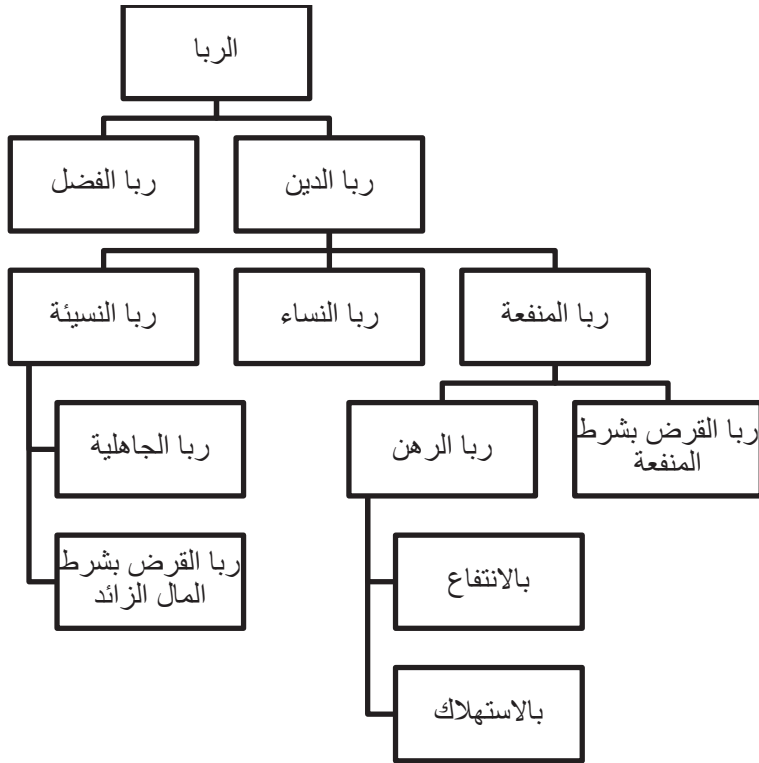 الربا
ربا الدين
ربا الفضل
ربا المنفعة
ربا النساء
ربا النسيئة
ربا القرض بشرط
المنفعة
ربا الرهن
ربا الجاهلية
بالانتفاع
ربا القرض بشرط
المال الزائد
بالاستهلاك